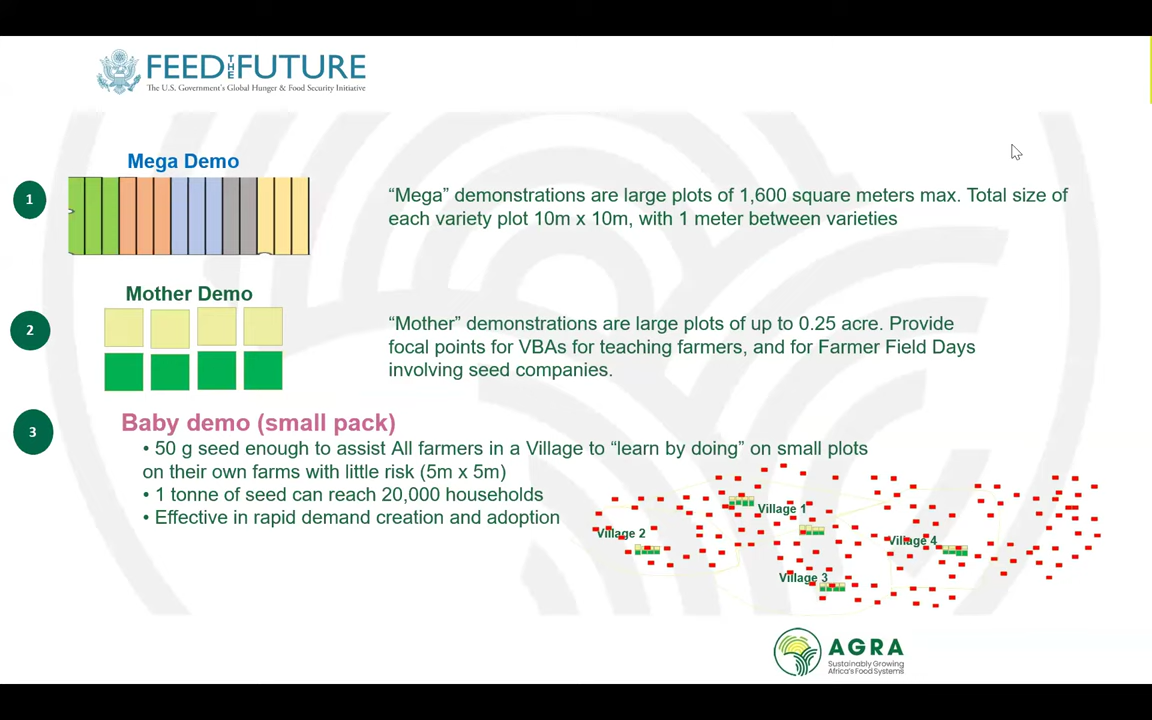 FEED THE FUTURE
The U.S. Government's Global Hunger & Food Security Initiative
Mega Demo
1
“Mega” demonstrations are large plots of 1,600 square meters max. Total size of
each variety plot 10m x 10m, with 1 meter between varieties
Mother Demo
2
“Mother” demonstrations are large plots of up to 0.25 acre. Provide
focal points for VBAs for teaching farmers, and for Farmer Field Days
involving seed companies.
3
Baby demo (small pack)
• 50 g seed enough to assist All farmers in a Village to “learn by doing” on small plots
on their own farms with little risk (5m x 5m)
• 1 tonne of seed can reach 20,000 households
• Effective in rapid demand creation and adoption
Village 1
Village 2
Village 4
Village 3
AGRA
Sustainably Growing
Africa's Food Systems